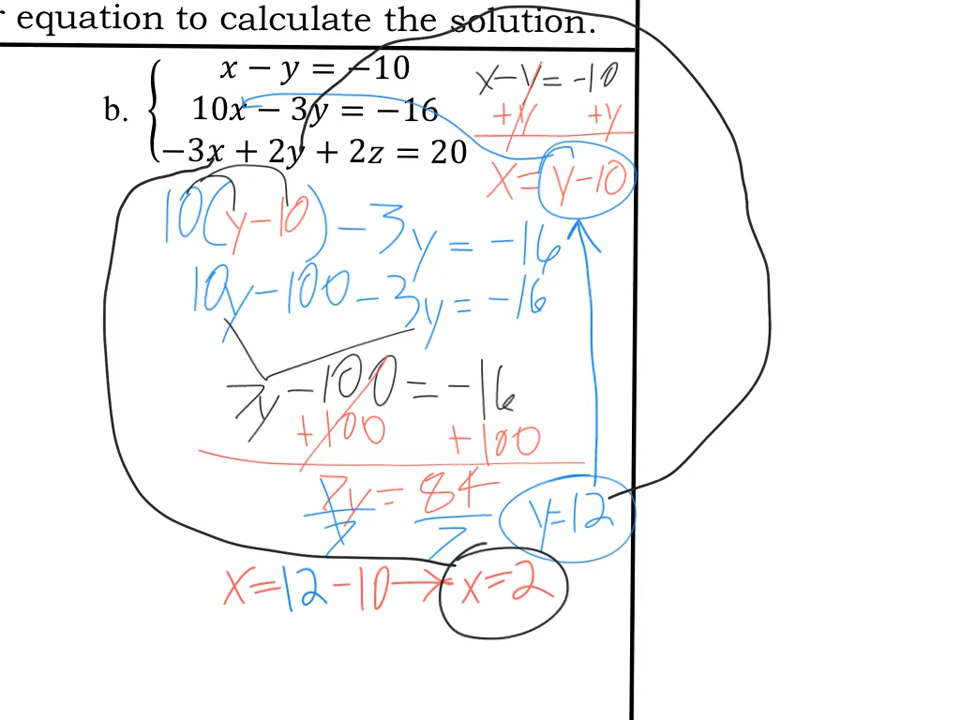 r equation to calculate the solution.
b. { x − y = −10
10x − 3y = −16
−3x + 2y + 2z = 20
x−y=-10
+y +y
x=y-10
10(y-10)-3y=-16
10y-100-3y=-16
7y-100=-16
+100 +100
7y=84
7 7
y=12
x=12-10→x=2